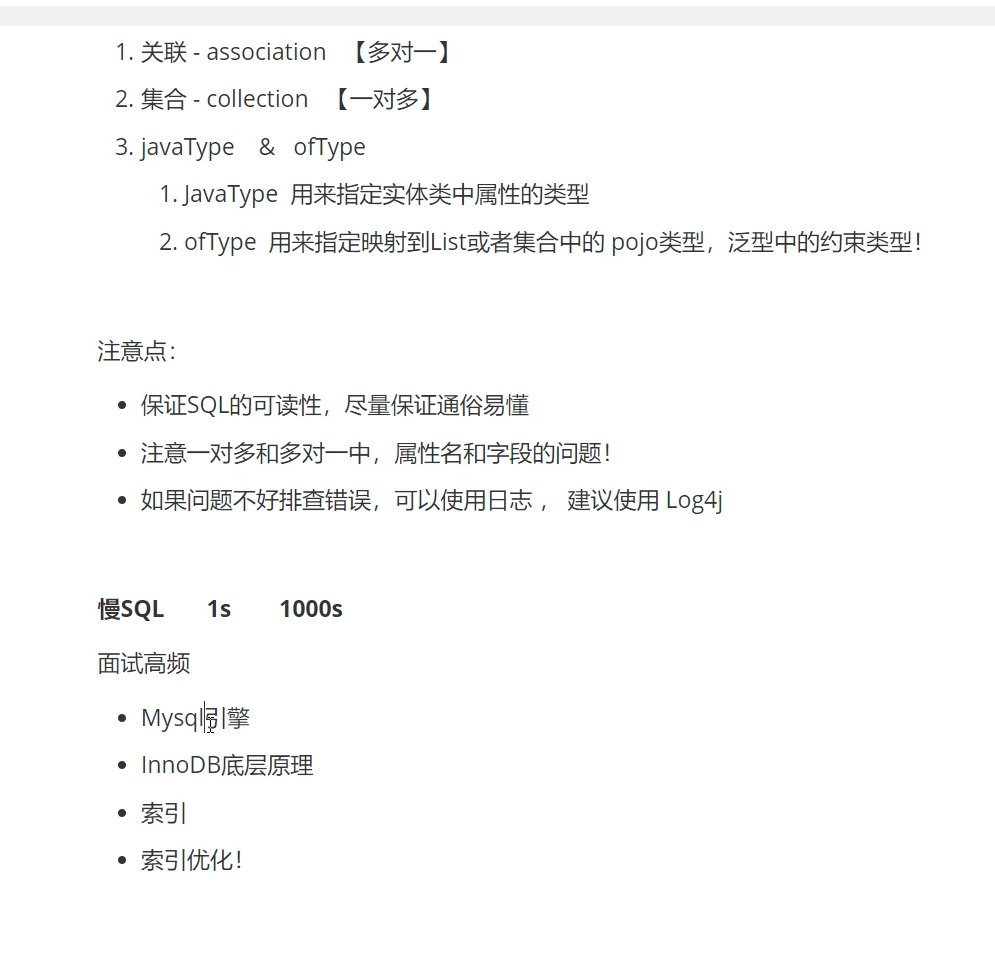 1. 关联 - association 【多对一】
2. 集合 - collection 【一对多】
3. javaType & ofType
1. JavaType 用来指定实体类中属性的类型
2. ofType 用来指定映射到List或者集合中的 pojo类型，泛型中的约束类型！
注意点：
• 保证SQL的可读性，尽量保证通俗易懂
• 注意一对多和多对一中，属性名和字段的问题！
• 如果问题不好排查错误，可以使用日志 ， 建议使用 Log4j
慢SQL 1s 1000s
面试高频
• Mysql引擎
• InnoDB底层原理
• 索引
• 索引优化！